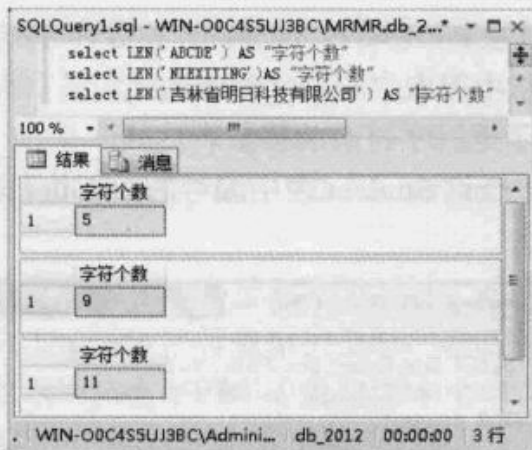 SQLQuery1.sql - WIN-O0C4S5UJ3BC\MRMR.db_2...*
select LEN('ABCDE') AS "字符个数"
select LEN('NIEXITING')AS "字符个数"
select LEN('吉林省明日科技有限公司') AS "字符个数"
100 %
结果 消息
字符个数
1 5
字符个数
1 9
字符个数
1 11
. WIN-O0C4S5UJ3BC\Admini... db_2012 00:00:00 3 行